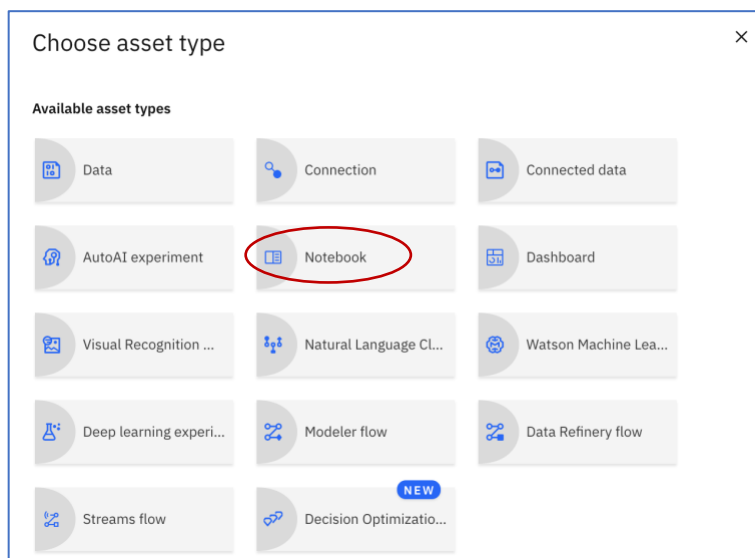 Choose asset type
Available asset types
Data
Connection
Connected data
AutoAI experiment
Notebook
Dashboard
Visual Recognition ...
Natural Language Cl...
Watson Machine Lea...
Deep learning experi...
Modeler flow
Data Refinery flow
NEW
Streams flow
Decision Optimizatio...